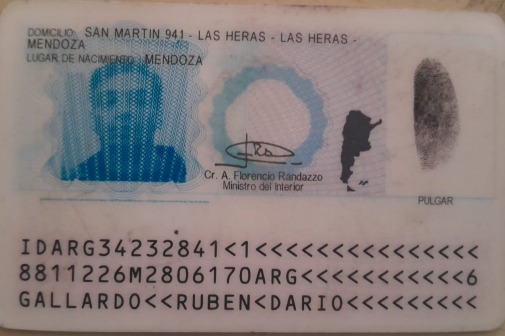 DOMICILIO: SAN MARTIN 941 - LAS HERAS - LAS HERAS -
MENDOZA
LUGAR DE NACIMIENTO: MENDOZA
Cr. A. Florencio Randazzo
Ministro del Interior
PULGAR
IDARG34232841<1<<<<<<<<<<<<<<<
8811226M2806170ARG<<<<<<<<<<<6
GALLARDO<<RUBEN<DARIO<<<<<<<<<